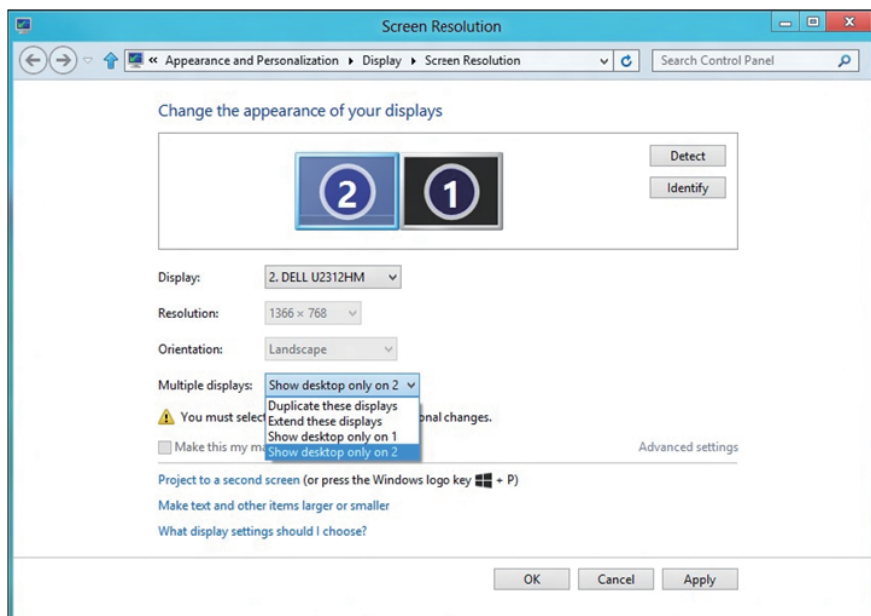 Screen Resolution
« Appearance and Personalization ▸ Display ▸ Screen Resolution
Search Control Panel
Change the appearance of your displays
2
1
Detect
Identify
Display: 2. DELL U2312HM
Resolution: 1366 × 768
Orientation: Landscape
Multiple displays: Show desktop only on 2
Duplicate these displays
You must selec onal changes.
Extend these displays
Show desktop only on 1
Make this my ma
Show desktop only on 2
Advanced settings
Project to a second screen (or press the Windows logo key + P)
Make text and other items larger or smaller
What display settings should I choose?
OK
Cancel
Apply